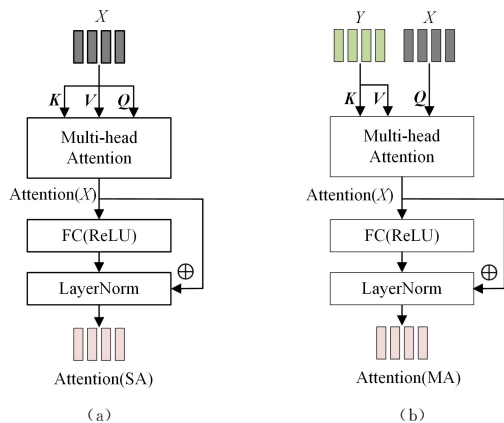 X
K V Q
Multi-head
Attention
Attention(X)
FC(ReLU)
LayerNorm
Attention(SA)
(a)
Y X
K V Q
Multi-head
Attention
Attention(X)
FC(ReLU)
LayerNorm
Attention(MA)
(b)